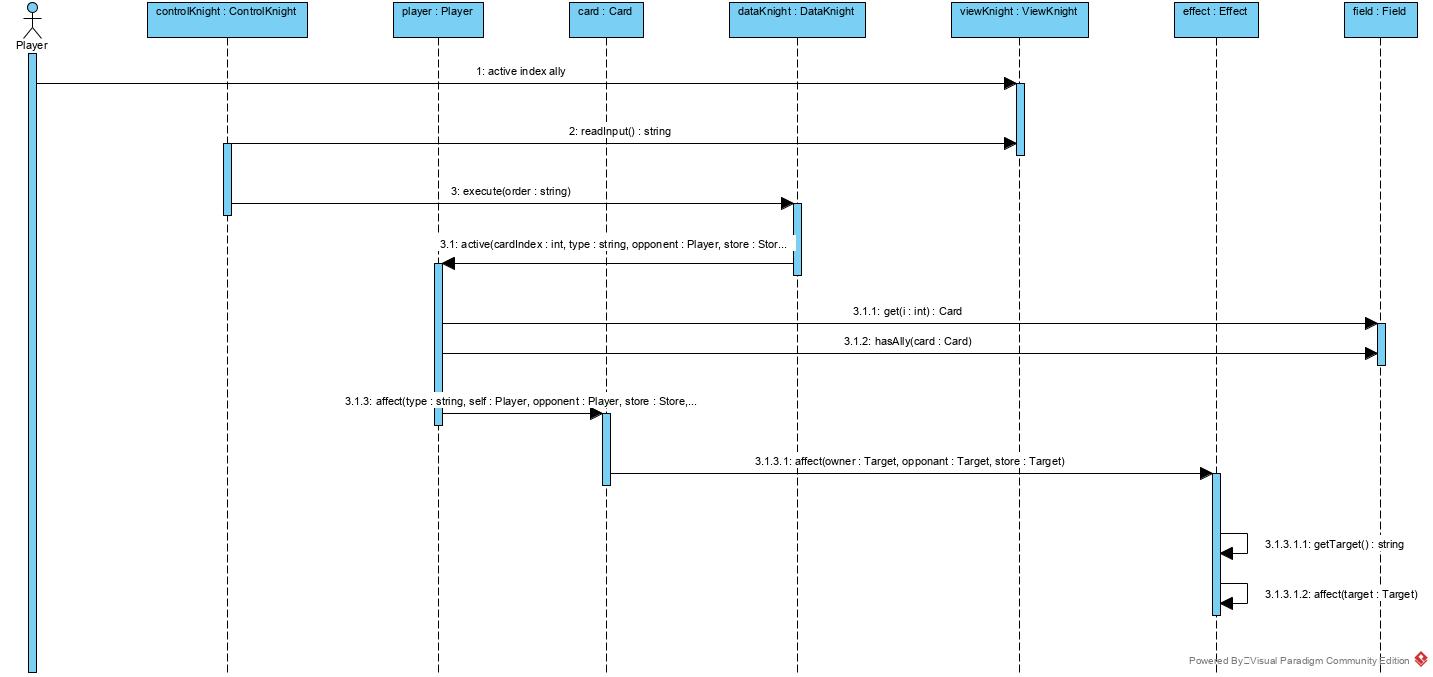 controlKnight : ControlKnight
player : Player
card : Card
dataKnight : DataKnight
viewKnight : ViewKnight
effect : Effect
field : Field
Player
1: active index ally
2: readInput() : string
3: execute(order : string)
3.1: active(cardIndex : int, type : string, opponent : Player, store : Stor...
3.1.1: get(i : int) : Card
3.1.2: hasAlly(card : Card)
3.1.3: affect(type : string, self : Player, opponent : Player, store : Store,...
3.1.3.1: affect(owner : Target, opponant : Target, store : Target)
3.1.3.1.1: getTarget() : string
3.1.3.1.2: affect(target : Target)
Powered By Visual Paradigm Community Edition